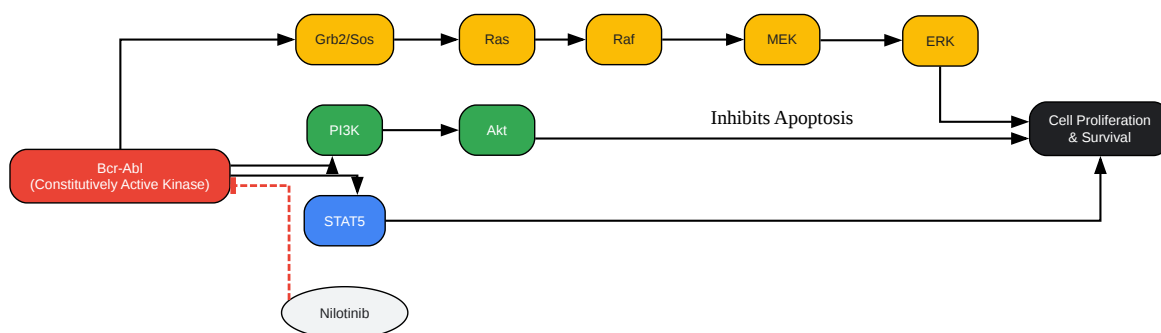 Grb2/Sos
Ras
Raf
MEK
ERK
PI3K
Akt
Inhibits Apoptosis
Cell Proliferation
& Survival
Bcr-Abl
(Constitutively Active Kinase)
STAT5
Nilotinib